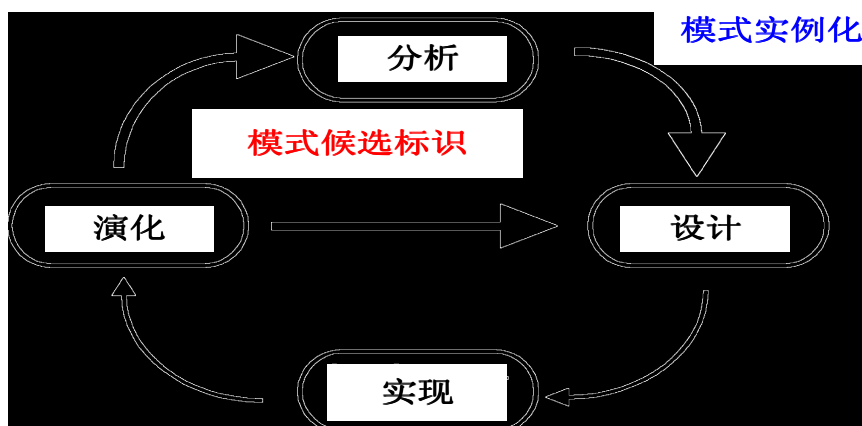 模式实例化
分析
模式候选标识
演化
设计
实现